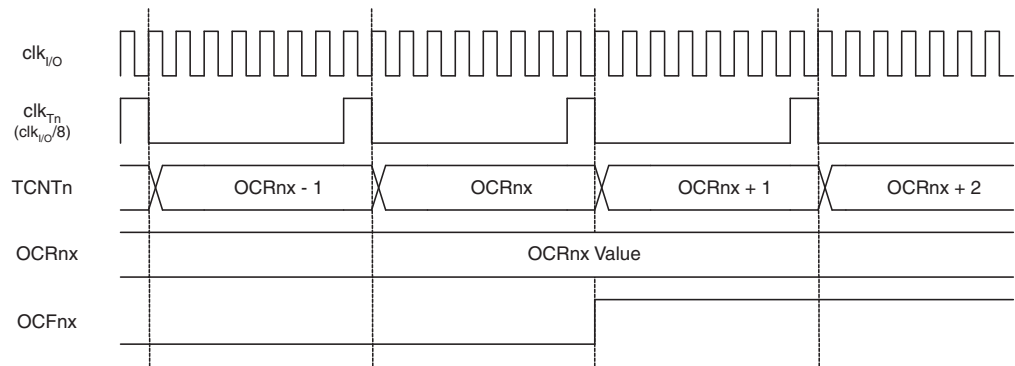 clkI/O
clkTn
(clkI/O/8)
TCNTn OCRnx - 1 OCRnx OCRnx + 1 OCRnx + 2
OCRnx OCRnx Value
OCFnx